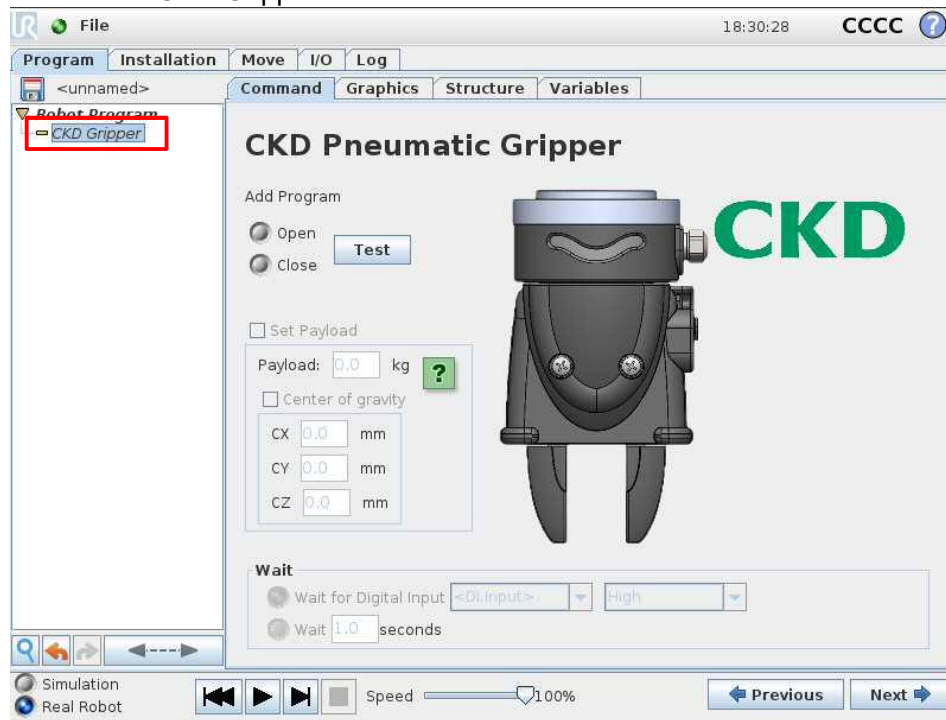 UR File 18:30:28 CCCC ?
Program Installation Move I/O Log
<unnamed> Command Graphics Structure Variables
Robot Program
CKD Gripper
CKD Pneumatic Gripper
Add Program
CKD
Open
Test
Close
Set Payload
Payload: 0.0 kg ?
Center of gravity
CX 0.0 mm
CY 0.0 mm
CZ 0.0 mm
Wait
Wait for Digital Input <DI.Input> High
Wait 1.0 seconds
Simulation
Real Robot
Speed 100% Previous Next